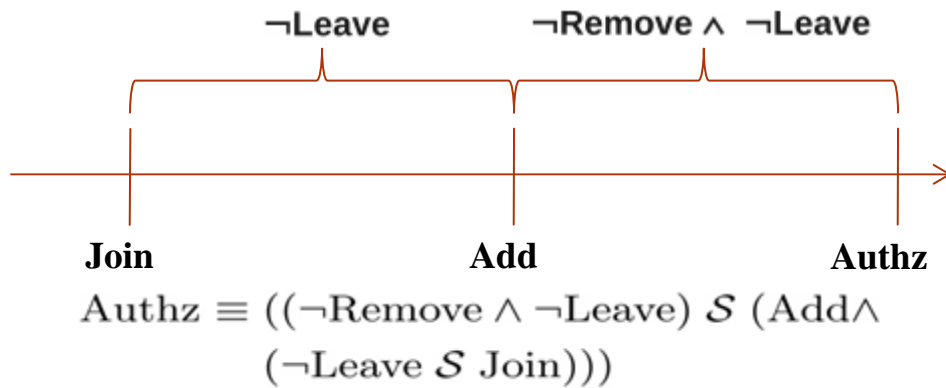 ¬Leave ¬Remove ∧ ¬Leave
Join Add Authz
Authz ≡ ((¬Remove ∧ ¬Leave) 𝒮 (Add∧
(¬Leave 𝒮 Join)))